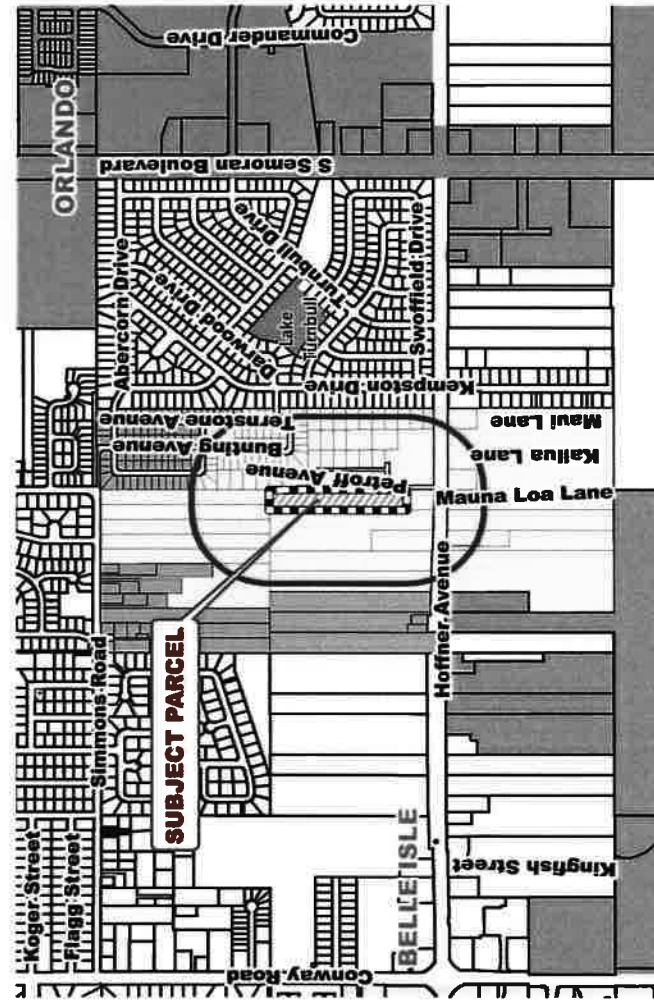 Commander Drive
ORLANDO
S Semoran Boulevard
Abercorn Drive
Darwood Drive
Turnbull Drive
Lake
Turnbull
Swoffield Drive
Kempston Drive
Ternstone Avenue
Bunting Avenue
Petroff Avenue
Maui Lane
Kailua Lane
Mauna Loa Lane
Hoffner Avenue
Simmons Road
SUBJECT PARCEL
Koger Street
Flagg Street
BELLE ISLE
Kingfish Street
Conway Road